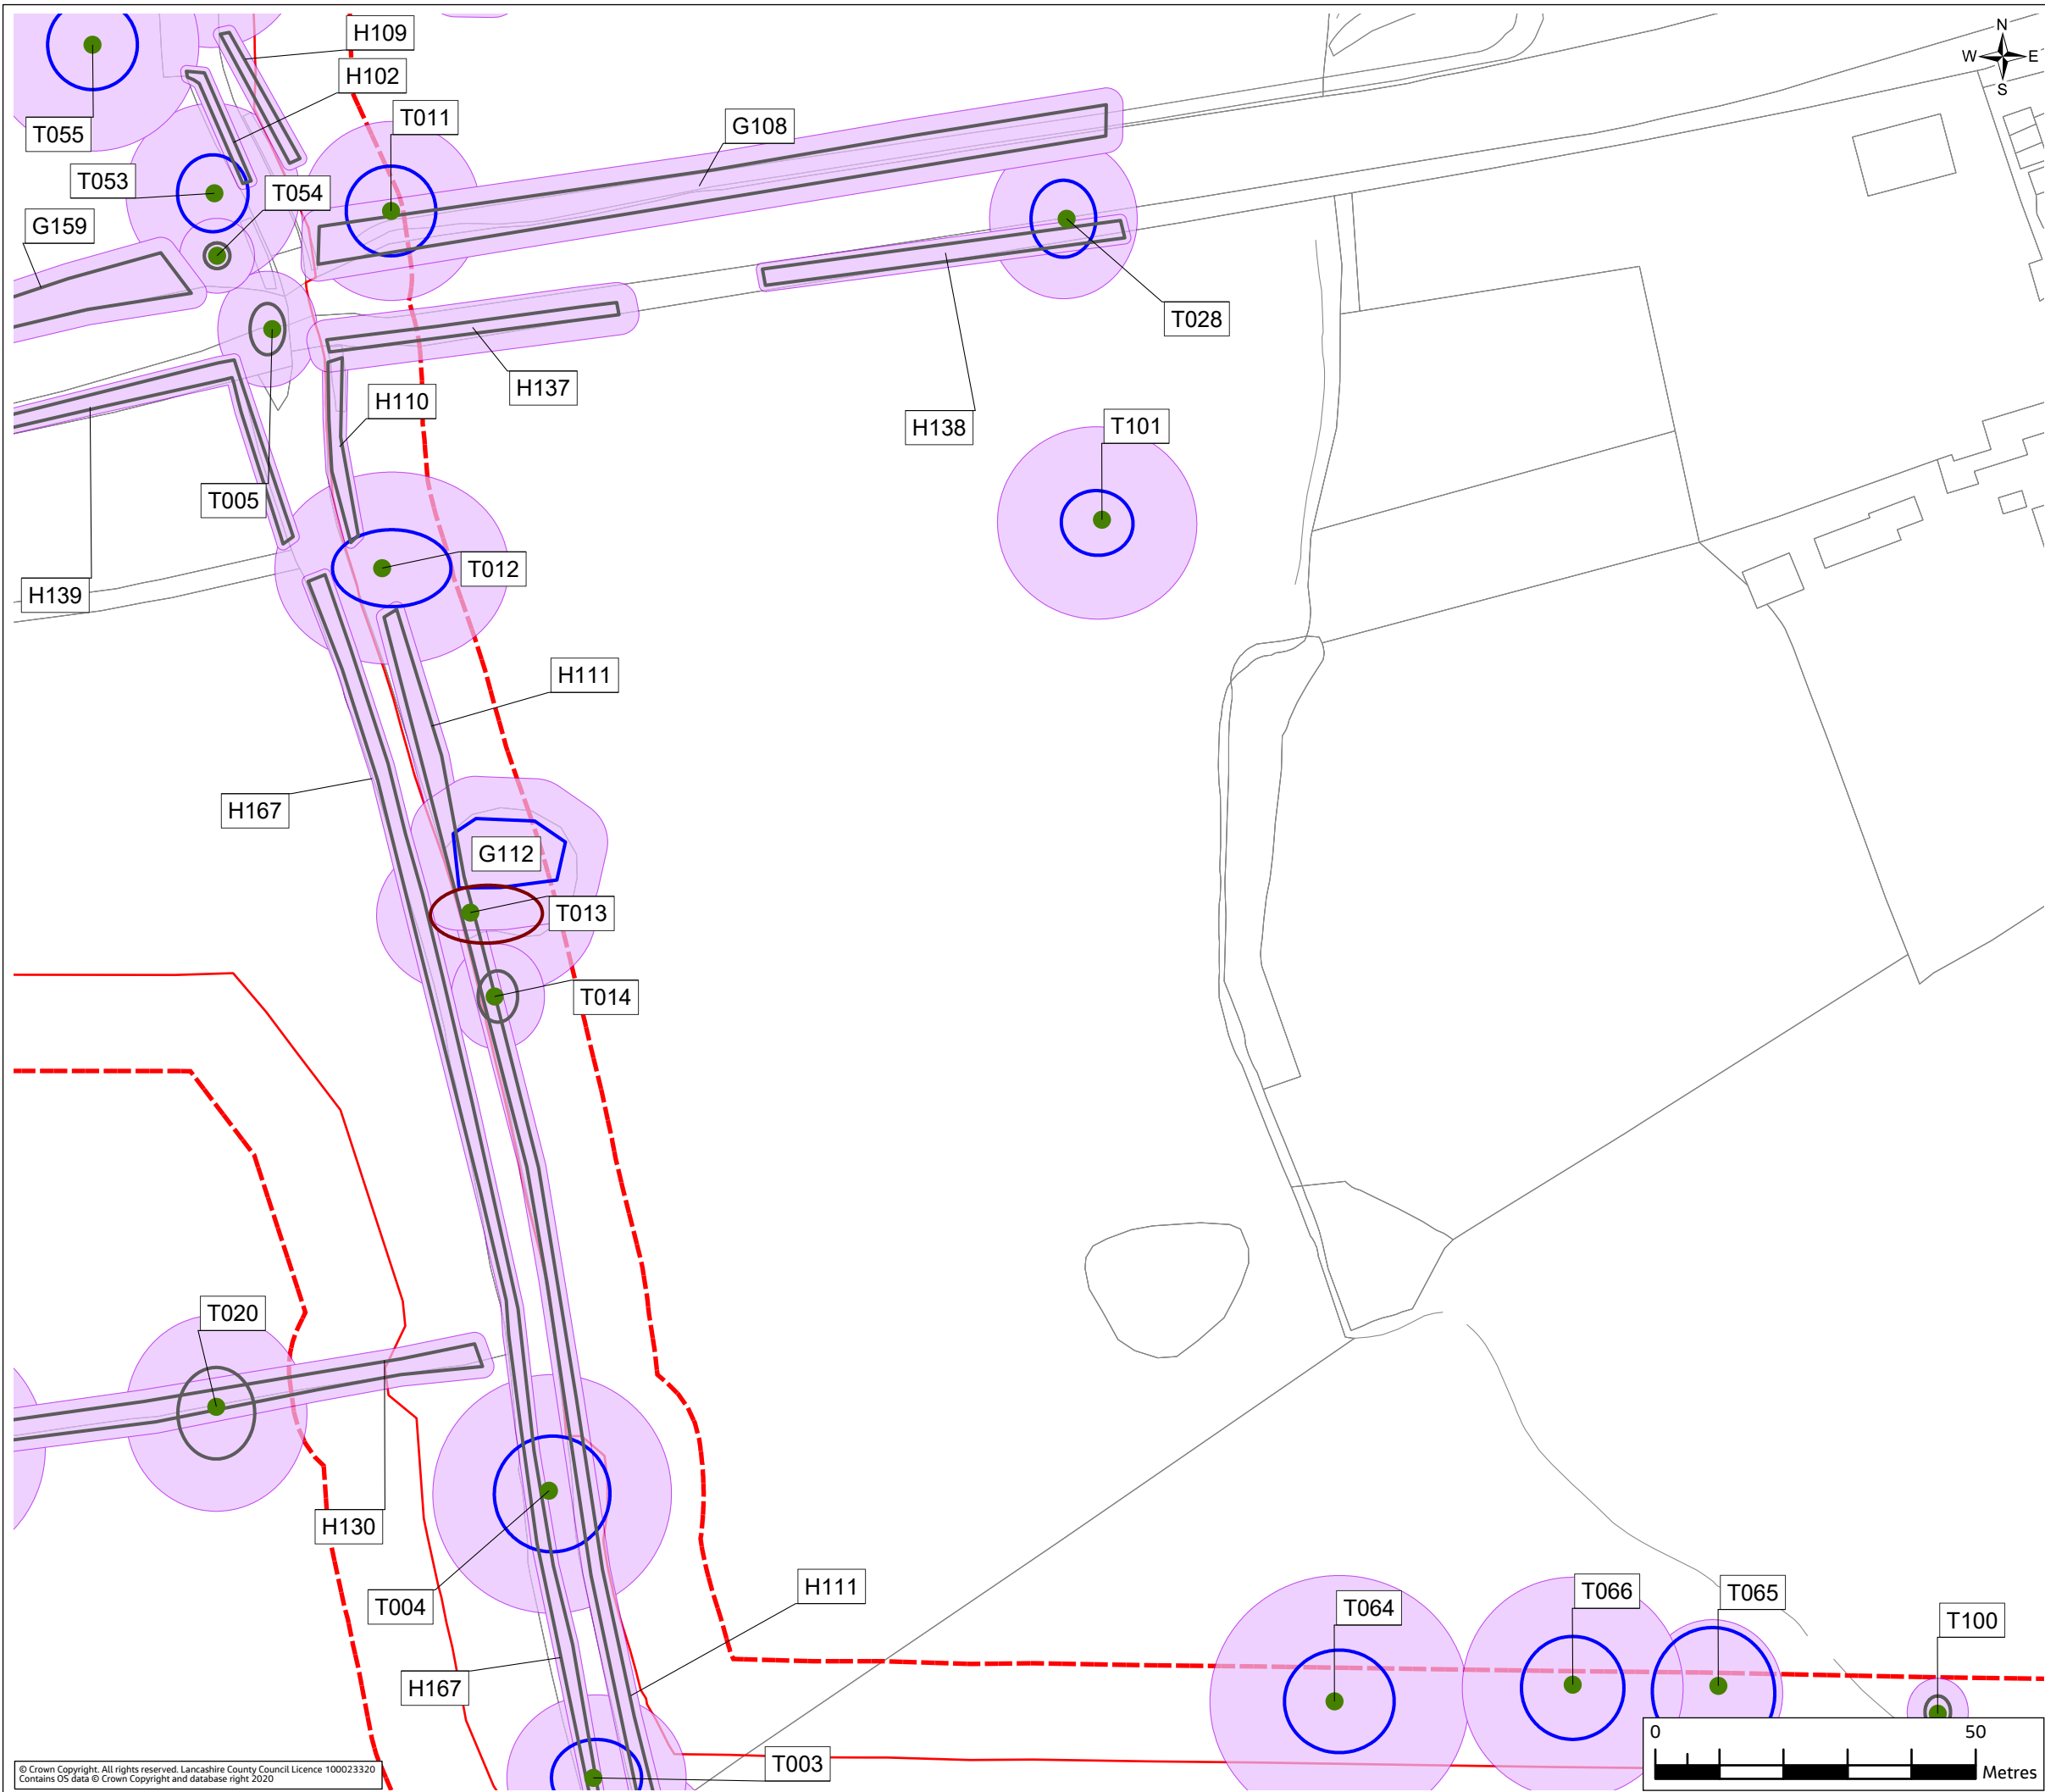 H109
N
W E
S
H102
T011
G108
T055
T053
T054
G159
T028
H137
H110
H138
T101
T005
T012
H139
H111
H167
G112
T013
T014
T020
H130
T004
H111
T064
T066
T065
T100
H167
T003
0 50
Metres
© Crown Copyright. All rights reserved. Lancashire County Council Licence 100023320
Contains OS data © Crown Copyright and database right 2020